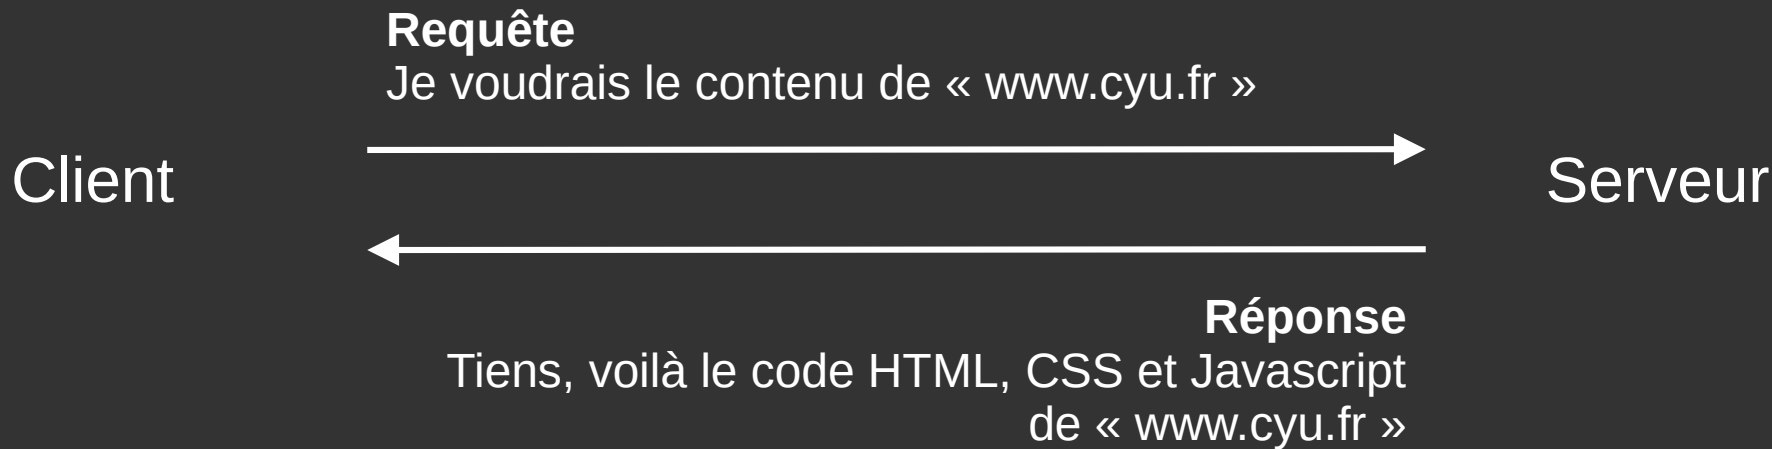 Requête
Je voudrais le contenu de « www.cyu.fr »
Client
Serveur
Réponse
Tiens, voilà le code HTML, CSS et Javascript
de « www.cyu.fr »